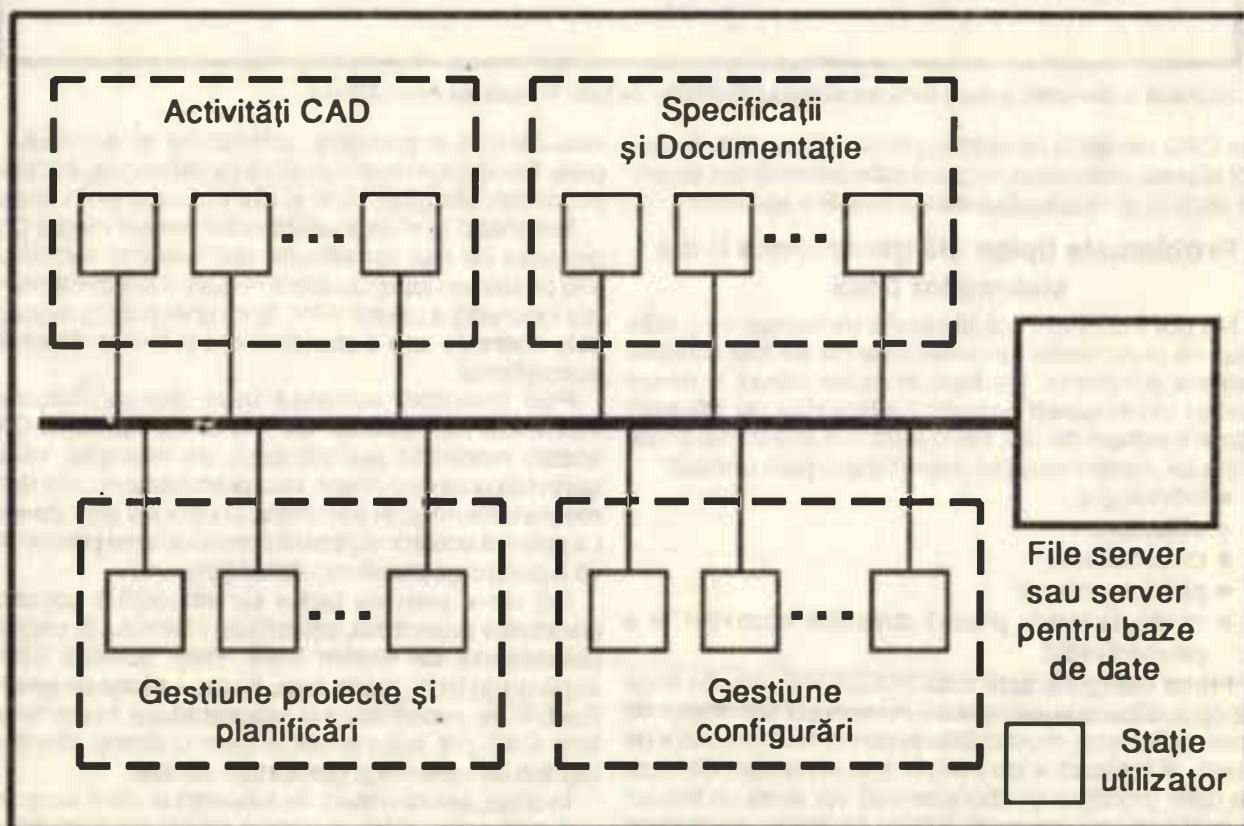 Activități CAD
Specificații
și Documentație
File server
sau server
pentru baze
de date
Gestiune proiecte și
planificări
Gestiune
configurări
Stație
utilizator